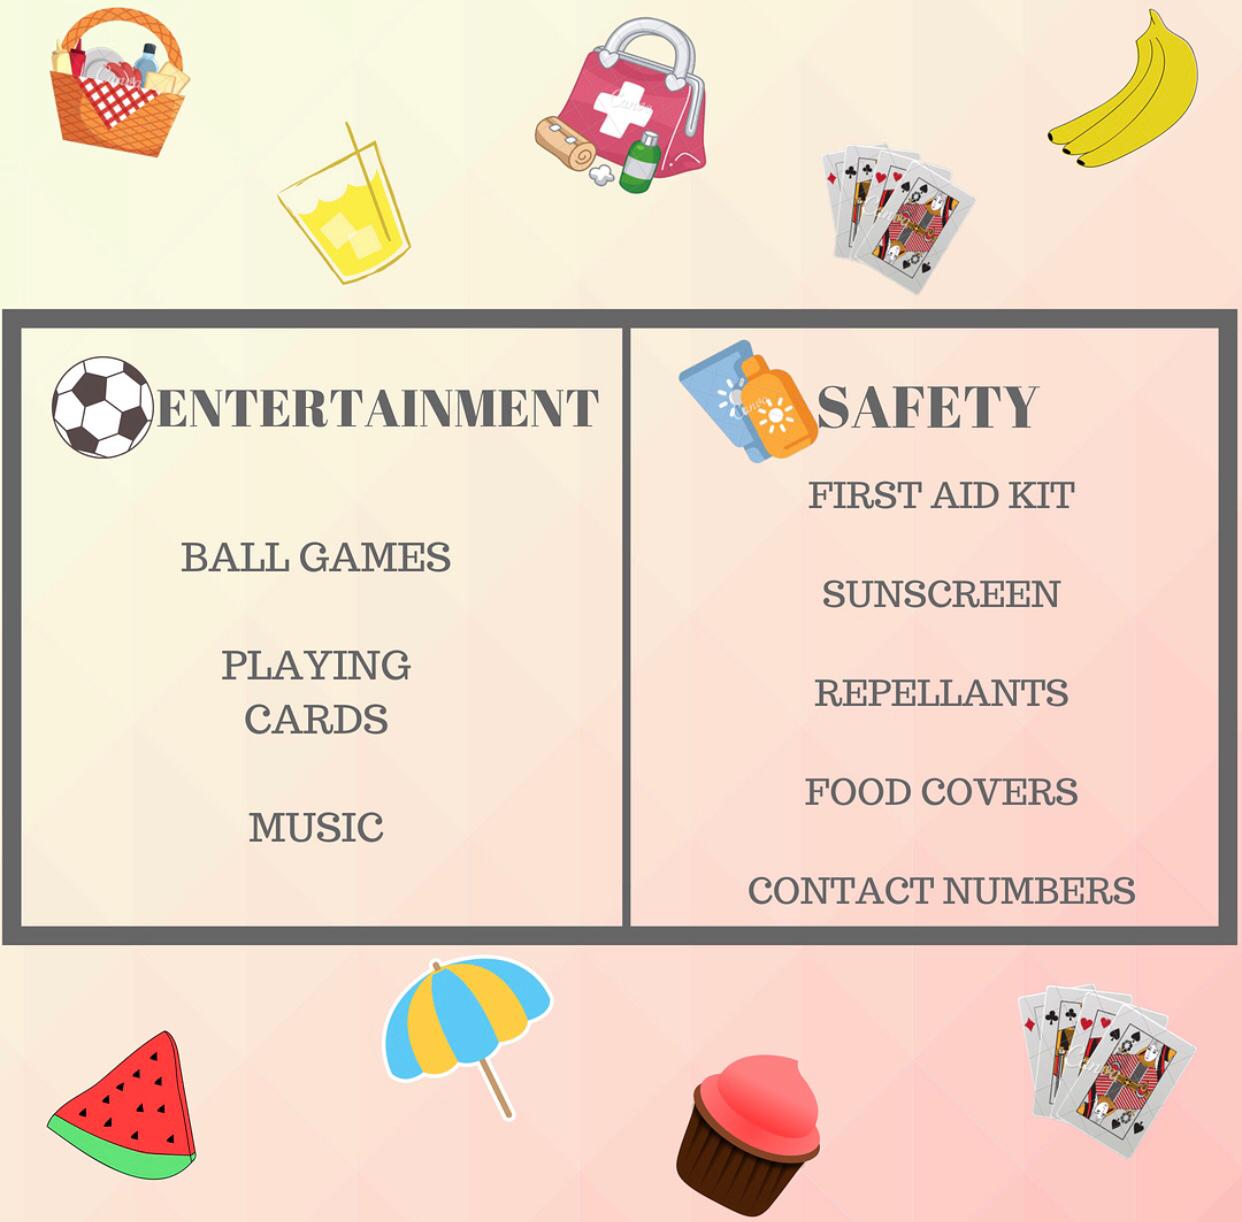 ENTERTAINMENT
BALL GAMES
PLAYING
CARDS
MUSIC
SAFETY
FIRST AID KIT
SUNSCREEN
REPELLANTS
FOOD COVERS
CONTACT NUMBERS